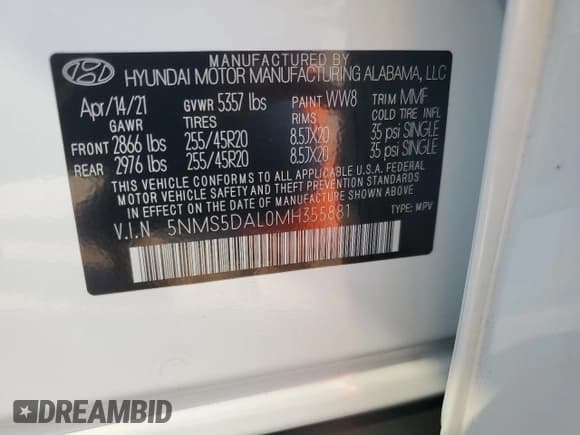 MANUFACTURED BY
HYUNDAI MOTOR MANUFACTURING ALABAMA, LLC
Apr/14/21 GVWR 5357 lbs PAINT WW8 TRIM MMF
GAWR TIRES RIMS COLD TIRE INFL
FRONT 2866 lbs 255/45R20 8.5JX20 35 psi SINGLE
REAR 2976 lbs 255/45R20 8.5JX20 35 psi SINGLE
THIS VEHICLE CONFORMS TO ALL APPLICABLE U.S.A. FEDERAL
MOTOR VEHICLE SAFETY AND THEFT PREVENTION STANDARDS
IN EFFECT ON THE DATE OF MANUFACTURE SHOWN ABOVE.
V.I.N 5NMS5DAL0MH355881 TYPE: MPV
DREAMBID